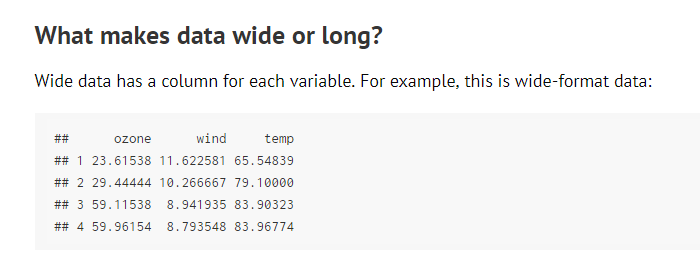 What makes data wide or long?
Wide data has a column for each variable. For example, this is wide-format data:
##      ozone      wind     temp
## 1 23.61538 11.622581 65.54839
## 2 29.44444 10.266667 79.10000
## 3 59.11538  8.941935 83.90323
## 4 59.96154  8.793548 83.96774